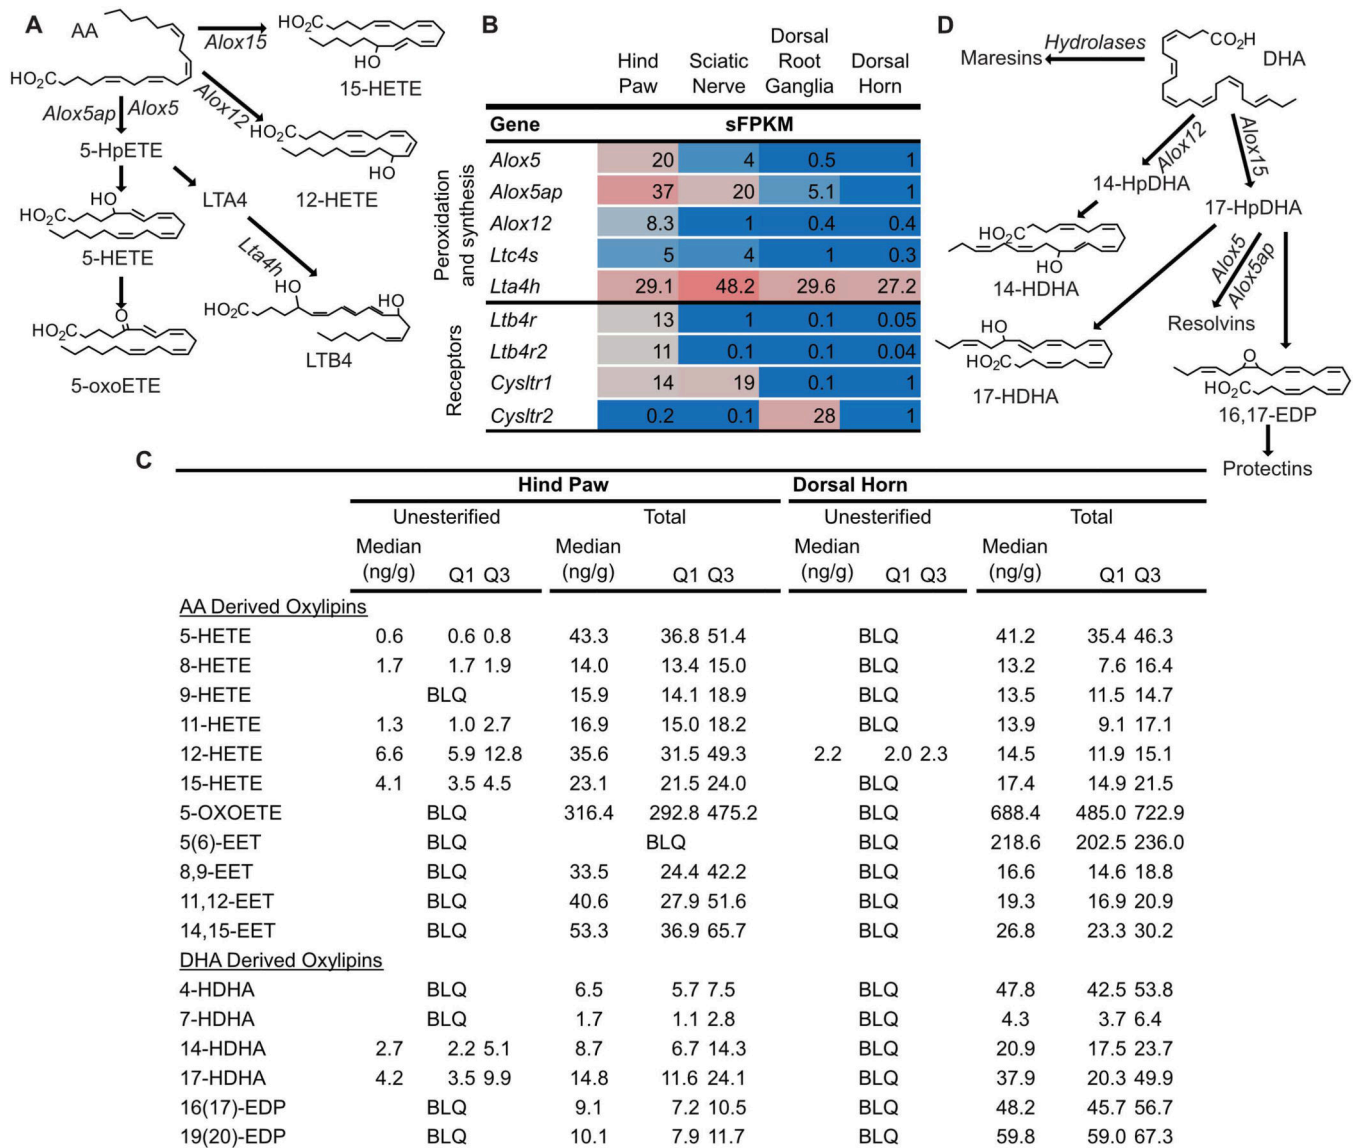 A
AA
Alox15
HO₂C
HO
15-HETE
HO₂C
Alox5ap
Alox5
Alox12
5-HpETE
HO₂C
HO
12-HETE
LTA4
HO
HO₂C
5-HETE
Lta4h
O
HO₂C
5-oxoETE
HO
HO
HO₂C
LTB4
B
Hind Paw Sciatic Nerve Dorsal Root Ganglia Dorsal Horn
Gene sFPKM
Peroxidation and synthesis
Alox5 20 4 0.5 1
Alox5ap 37 20 5.1 1
Alox12 8.3 1 0.4 0.4
Ltc4s 5 4 1 0.3
Lta4h 29.1 48.2 29.6 27.2
Receptors
Ltb4r 13 1 0.1 0.05
Ltb4r2 11 0.1 0.1 0.04
Cysltr1 14 19 0.1 1
Cysltr2 0.2 0.1 28 1
D
Maresins
Hydrolases
CO₂H
DHA
Alox12
Alox15
14-HpDHA
17-HpDHA
HO₂C
HO
14-HDHA
Alox5
Alox5ap
Resolvins
HO
HO₂C
17-HDHA
O
HO₂C
16,17-EDP
Protectins
C
Hind Paw Dorsal Horn
Unesterified Total Unesterified Total
Median Median Median Median
(ng/g) Q1 Q3 (ng/g) Q1 Q3 (ng/g) Q1 Q3 (ng/g) Q1 Q3
AA Derived Oxylipins
5-HETE 0.6 0.6 0.8 43.3 36.8 51.4 BLQ 41.2 35.4 46.3
8-HETE 1.7 1.7 1.9 14.0 13.4 15.0 BLQ 13.2 7.6 16.4
9-HETE BLQ 15.9 14.1 18.9 BLQ 13.5 11.5 14.7
11-HETE 1.3 1.0 2.7 16.9 15.0 18.2 BLQ 13.9 9.1 17.1
12-HETE 6.6 5.9 12.8 35.6 31.5 49.3 2.2 2.0 2.3 14.5 11.9 15.1
15-HETE 4.1 3.5 4.5 23.1 21.5 24.0 BLQ 17.4 14.9 21.5
5-OXOETE BLQ 316.4 292.8 475.2 BLQ 688.4 485.0 722.9
5(6)-EET BLQ BLQ BLQ 218.6 202.5 236.0
8,9-EET BLQ 33.5 24.4 42.2 BLQ 16.6 14.6 18.8
11,12-EET BLQ 40.6 27.9 51.6 BLQ 19.3 16.9 20.9
14,15-EET BLQ 53.3 36.9 65.7 BLQ 26.8 23.3 30.2
DHA Derived Oxylipins
4-HDHA BLQ 6.5 5.7 7.5 BLQ 47.8 42.5 53.8
7-HDHA BLQ 1.7 1.1 2.8 BLQ 4.3 3.7 6.4
14-HDHA 2.7 2.2 5.1 8.7 6.7 14.3 BLQ 20.9 17.5 23.7
17-HDHA 4.2 3.5 9.9 14.8 11.6 24.1 BLQ 37.9 20.3 49.9
16(17)-EDP BLQ 9.1 7.2 10.5 BLQ 48.2 45.7 56.7
19(20)-EDP BLQ 10.1 7.9 11.7 BLQ 59.8 59.0 67.3